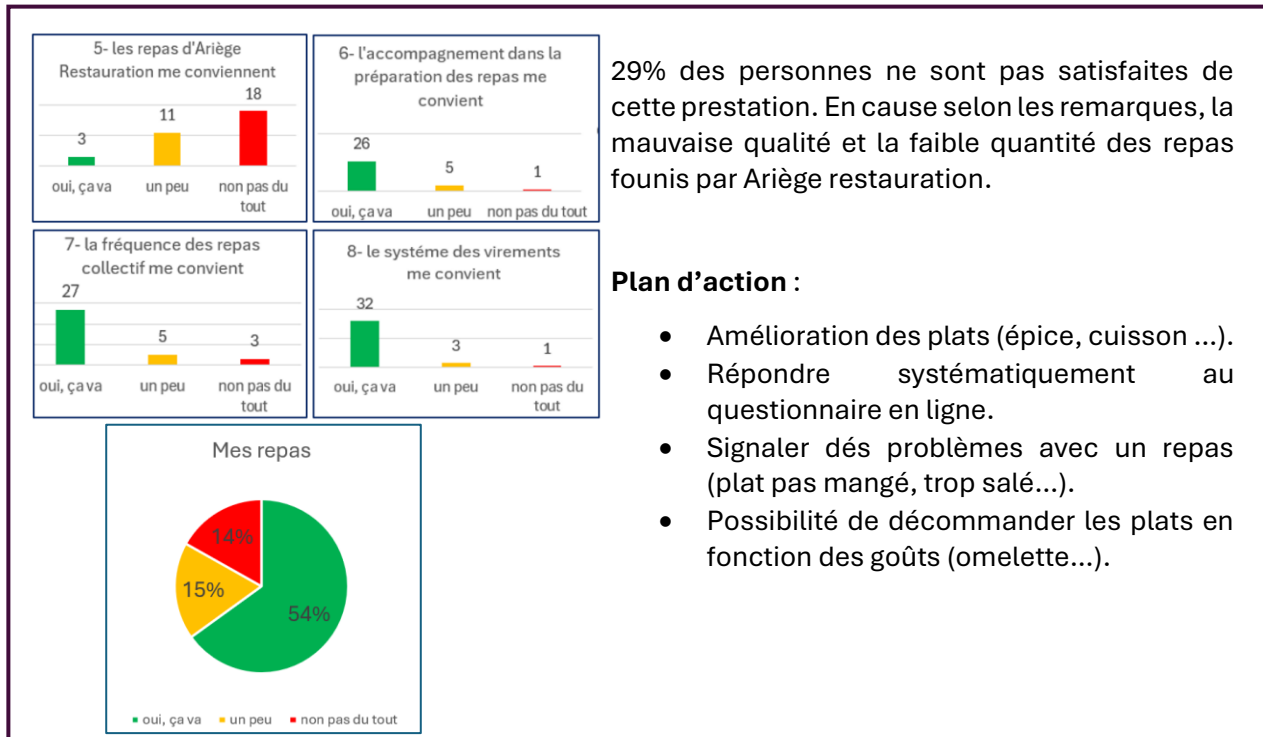 5- les repas d'Ariège
Restauration me conviennent
3
11
18
oui, ça va
un peu
non pas du
tout
6- l'accompagnement dans la
préparation des repas me
convient
26
5
1
oui, ça va
un peu
non pas du tout
7- la fréquence des repas
collectif me convient
27
5
3
oui, ça va
un peu
non pas du
tout
8- le systéme des virements
me convient
32
3
1
oui, ça va
un peu
non pas du
tout
Mes repas
14%
15%
54%
oui, ça va
un peu
non pas du tout
29% des personnes ne sont pas satisfaites de
cette prestation. En cause selon les remarques, la
mauvaise qualité et la faible quantité des repas
founis par Ariège restauration.
Plan d'action :
• Amélioration des plats (épice, cuisson ...).
• Répondre systématiquement au
questionnaire en ligne.
• Signaler dés problèmes avec un repas
(plat pas mangé, trop salé...).
• Possibilité de décommander les plats en
fonction des goûts (omelette...).